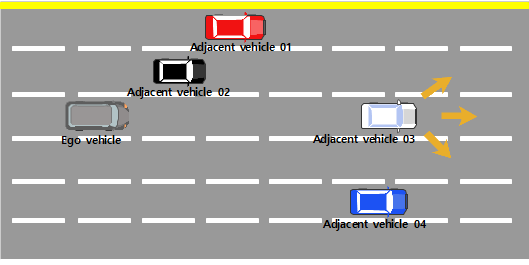 Adjacent vehicle 01
Adjacent vehicle 02
Ego vehicle
Adjacent vehicle 03
Adjacent vehicle 04